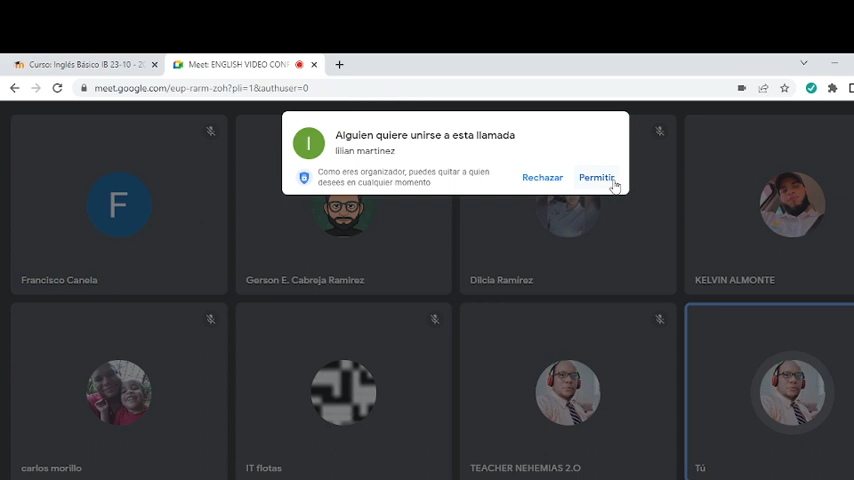 Curso: Inglés Básico IB 23-10 - 20
Meet: ENGLISH VIDEO CONF
meet.google.com/eup-rarm-zoh?pli=1&authuser=0
I
Alguien quiere unirse a esta llamada
lilian martinez
Como eres organizador, puedes quitar a quien
desees en cualquier momento
Rechazar
Permitir
F
Francisco Canela
Gerson E. Cabreja Ramirez
Dilcia Ramirez
KELVIN ALMONTE
carlos morillo
IT flotas
TEACHER NEHEMIAS 2.O
Tú